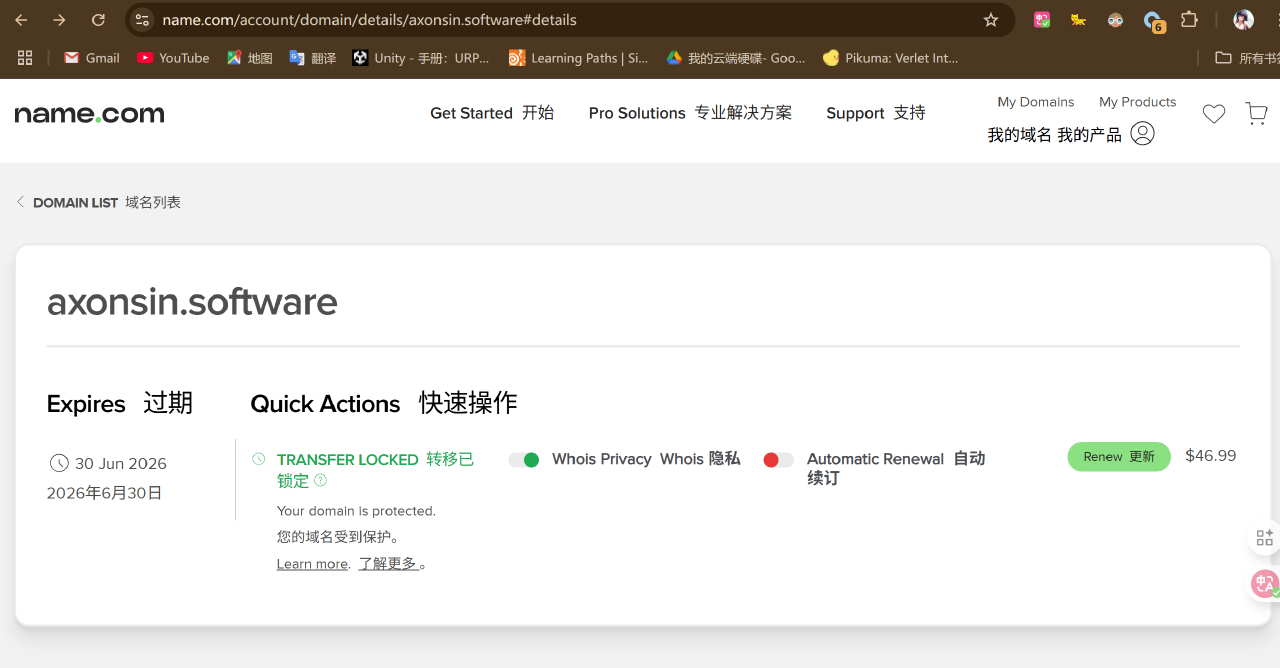 name.com/account/domain/details/axonsin.software#details
6
Gmail YouTube 地图 翻译 Unity - 手册：URP... Learning Paths | Si... 我的云端硬碟- Goo... Pikuma: Verlet Int... 所有书签
name.com Get Started 开始 Pro Solutions 专业解决方案 Support 支持 My Domains My Products
我的域名 我的产品
DOMAIN LIST 域名列表
axonsin.software
Expires 过期 Quick Actions 快速操作
30 Jun 2026
2026年6月30日
TRANSFER LOCKED 转移已
锁定
Your domain is protected.
您的域名受到保护。
Learn more. 了解更多 。
Whois Privacy Whois 隐私
Automatic Renewal 自动
续订
Renew 更新 $46.99